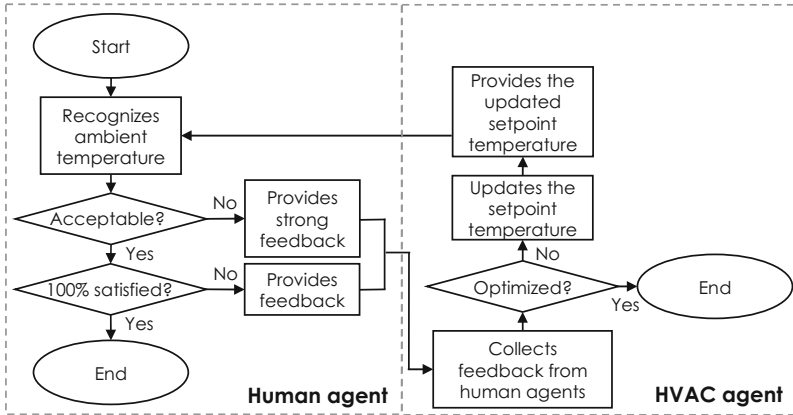 Start
Recognizes
ambient
temperature
Acceptable?
No
Provides
strong
feedback
Yes
100% satisfied?
No
Provides
feedback
Yes
End
Human agent
Provides the
updated
setpoint
temperature
Updates the
setpoint
temperature
No
Optimized?
Yes
End
Collects
feedback from
human agents
HVAC agent